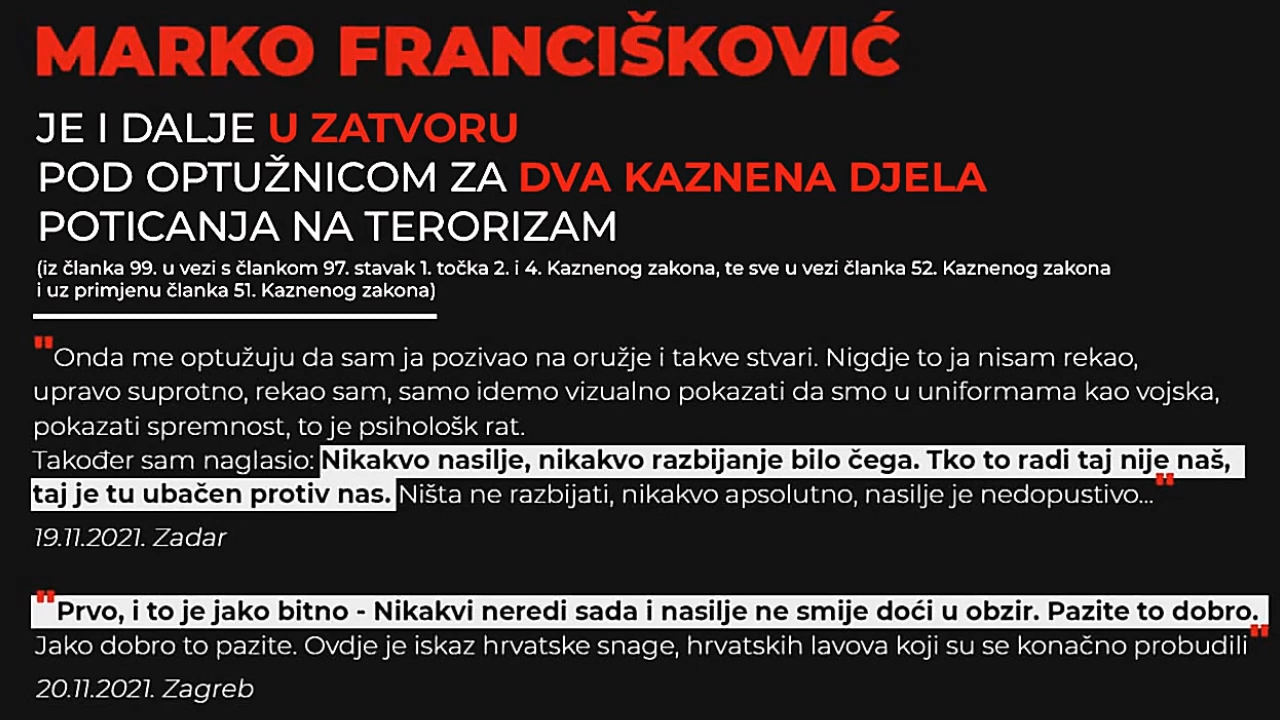 MARKO FRANCIŠKOVIĆ
JE I DALJE U ZATVORU
POD OPTUŽNICOM ZA DVA KAZNENA DJELA
POTICANJA NA TERORIZAM
(iz članka 99. u vezi s člankom 97. stavak 1. točka 2. i 4. Kaznenog zakona, te sve u vezi članka 52. Kaznenog zakona
i uz primjenu članka 51. Kaznenog zakona)
"Onda me optužuju da sam ja pozivao na oružje i takve stvari. Nigdje to ja nisam rekao,
upravo suprotno, rekao sam, samo idemo vizualno pokazati da smo u uniformama kao vojska,
pokazati spremnost, to je psihološk rat.
Također sam naglasio: Nikakvo nasilje, nikakvo razbijanje bilo čega. Tko to radi taj nije naš,
taj je tu ubačen protiv nas. Ništa ne razbijati, nikakvo apsolutno, nasilje je nedopustivo..."
19.11.2021. Zadar
"Prvo, i to je jako bitno - Nikakvi neredi sada i nasilje ne smije doći u obzir. Pazite to dobro.
Jako dobro to pazite. Ovdje je iskaz hrvatske snage, hrvatskih lavova koji su se konačno probudili"
20.11.2021. Zagreb